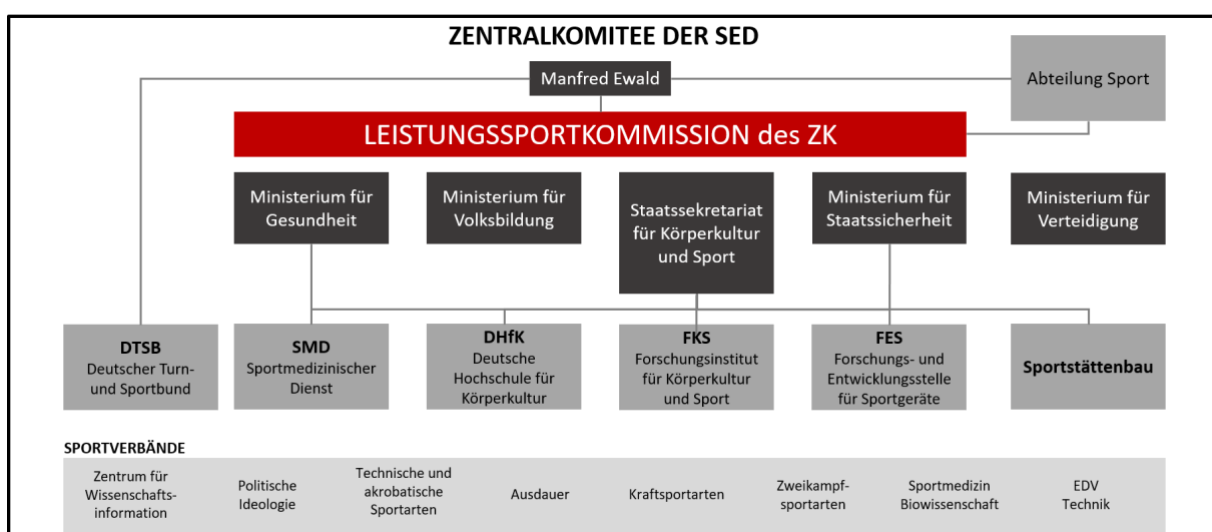 ZENTRALKOMITEE DER SED
Manfred Ewald
Abteilung Sport
LEISTUNGSSPORTKOMMISSION des ZK
Ministerium für
Gesundheit
Ministerium für
Volksbildung
Staatssekretariat
für Körperkultur
und Sport
Ministerium für
Staatssicherheit
Ministerium für
Verteidigung
DTSB
Deutscher Turn-
und Sportbund
SMD
Sportmedizinischer
Dienst
DHfK
Deutsche
Hochschule für
Körperkultur
FKS
Forschungsinstitut
für Körperkultur
und Sport
FES
Forschungs- und
Entwicklungsstelle
für Sportgeräte
Sportstättenbau
SPORTVERBÄNDE
Zentrum für
Wissenschafts-
information
Politische
Ideologie
Technische und
akrobatische
Sportarten
Ausdauer
Kraftsportarten
Zweikampf-
sportarten
Sportmedizin
Biowissenschaft
EDV
Technik